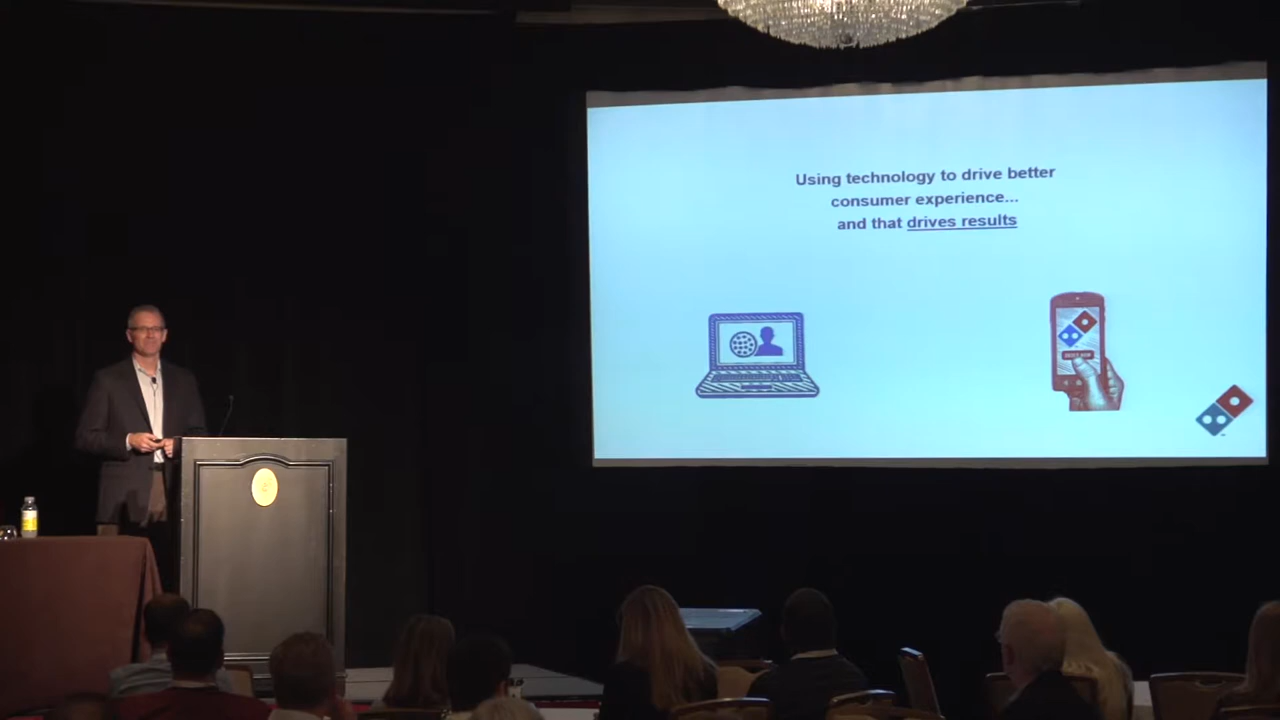 Using technology to drive better
consumer experience...
and that drives results